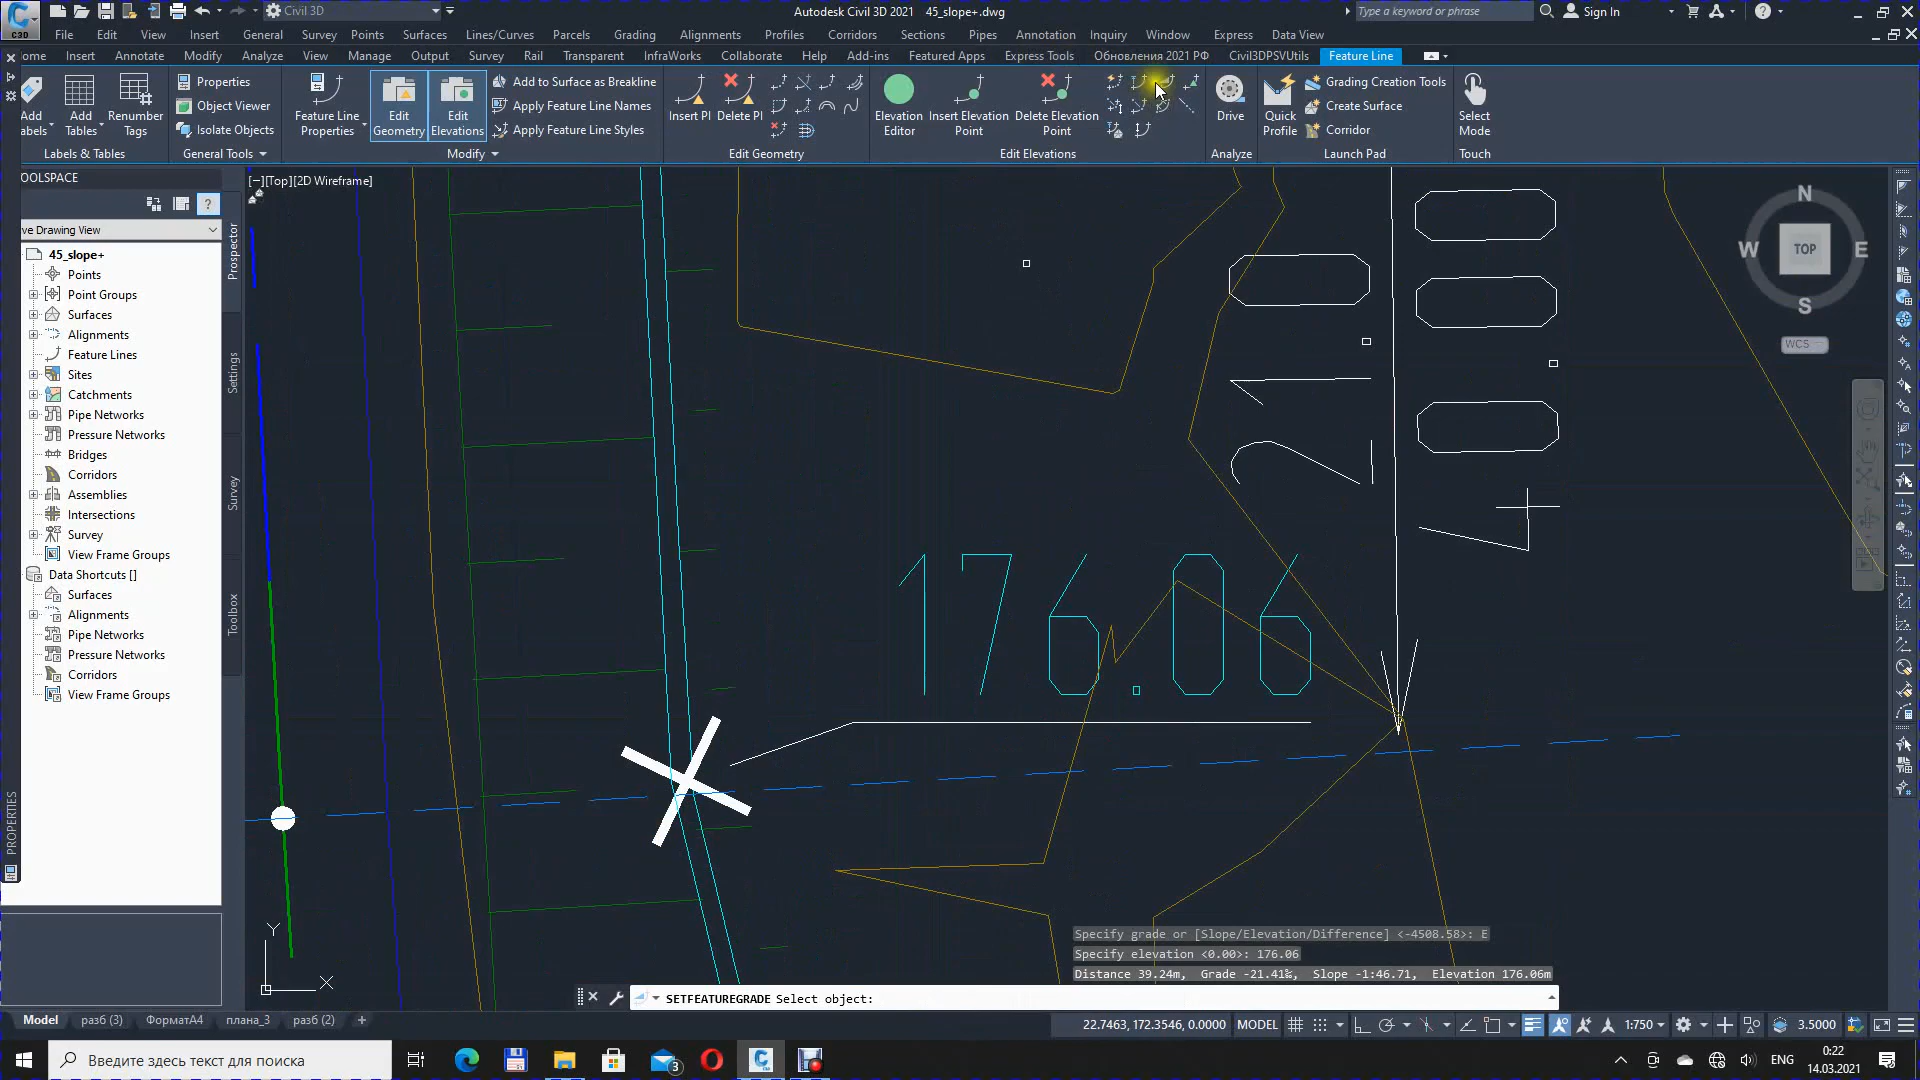 Civil 3D
Autodesk Civil 3D 2021 45_slope+.dwg
Type a keyword or phrase
Sign In
C3D
File Edit View Insert General Survey Points Surfaces Lines/Curves Parcels Grading Alignments Profiles Corridors Sections Pipes Annotation Inquiry Window Express Data View
ome Insert Annotate Modify Analyze View Manage Output Survey Rail Transparent InfraWorks Collaborate Help Add-ins Featured Apps Express Tools Обновления 2021 РФ Civil3DPSVUtils Feature Line
Add Labels
Add Tables
Renumber Tags
Properties
Object Viewer
Isolate Objects
Feature Line Properties
Edit Geometry
Edit Elevations
Add to Surface as Breakline
Apply Feature Line Names
Apply Feature Line Styles
Insert PI
Delete PI
Elevation Editor
Insert Elevation Point
Delete Elevation Point
Drive
Quick Profile
Grading Creation Tools
Create Surface
Corridor
Select Mode
Labels & Tables
General Tools
Modify
Edit Geometry
Edit Elevations
Analyze
Launch Pad
Touch
OOLSPACE
ve Drawing View
45_slope+
Points
Point Groups
Surfaces
Alignments
Feature Lines
Sites
Catchments
Pipe Networks
Pressure Networks
Bridges
Corridors
Assemblies
Intersections
Survey
View Frame Groups
Data Shortcuts []
Surfaces
Alignments
Pipe Networks
Pressure Networks
Corridors
View Frame Groups
Prospector
Settings
Survey
Toolbox
PROPERTIES
[−][Top][2D Wireframe]
N
W
TOP
E
S
WCS
176.06
Y
X
Specify grade or [Slope/Elevation/Difference] <-4508.58>: E
Specify elevation <0.00>: 176.06
Distance 39.24m, Grade -21.41%, Slope -1:46.71, Elevation 176.06m
SETFEATUREGRADE Select object:
Model разб (3) ФорматА4 плана_3 разб (2) +
22.7463, 172.3546, 0.0000 MODEL 1:750 3.5000
Введите здесь текст для поиска
3
ENG
0:22
14.03.2021